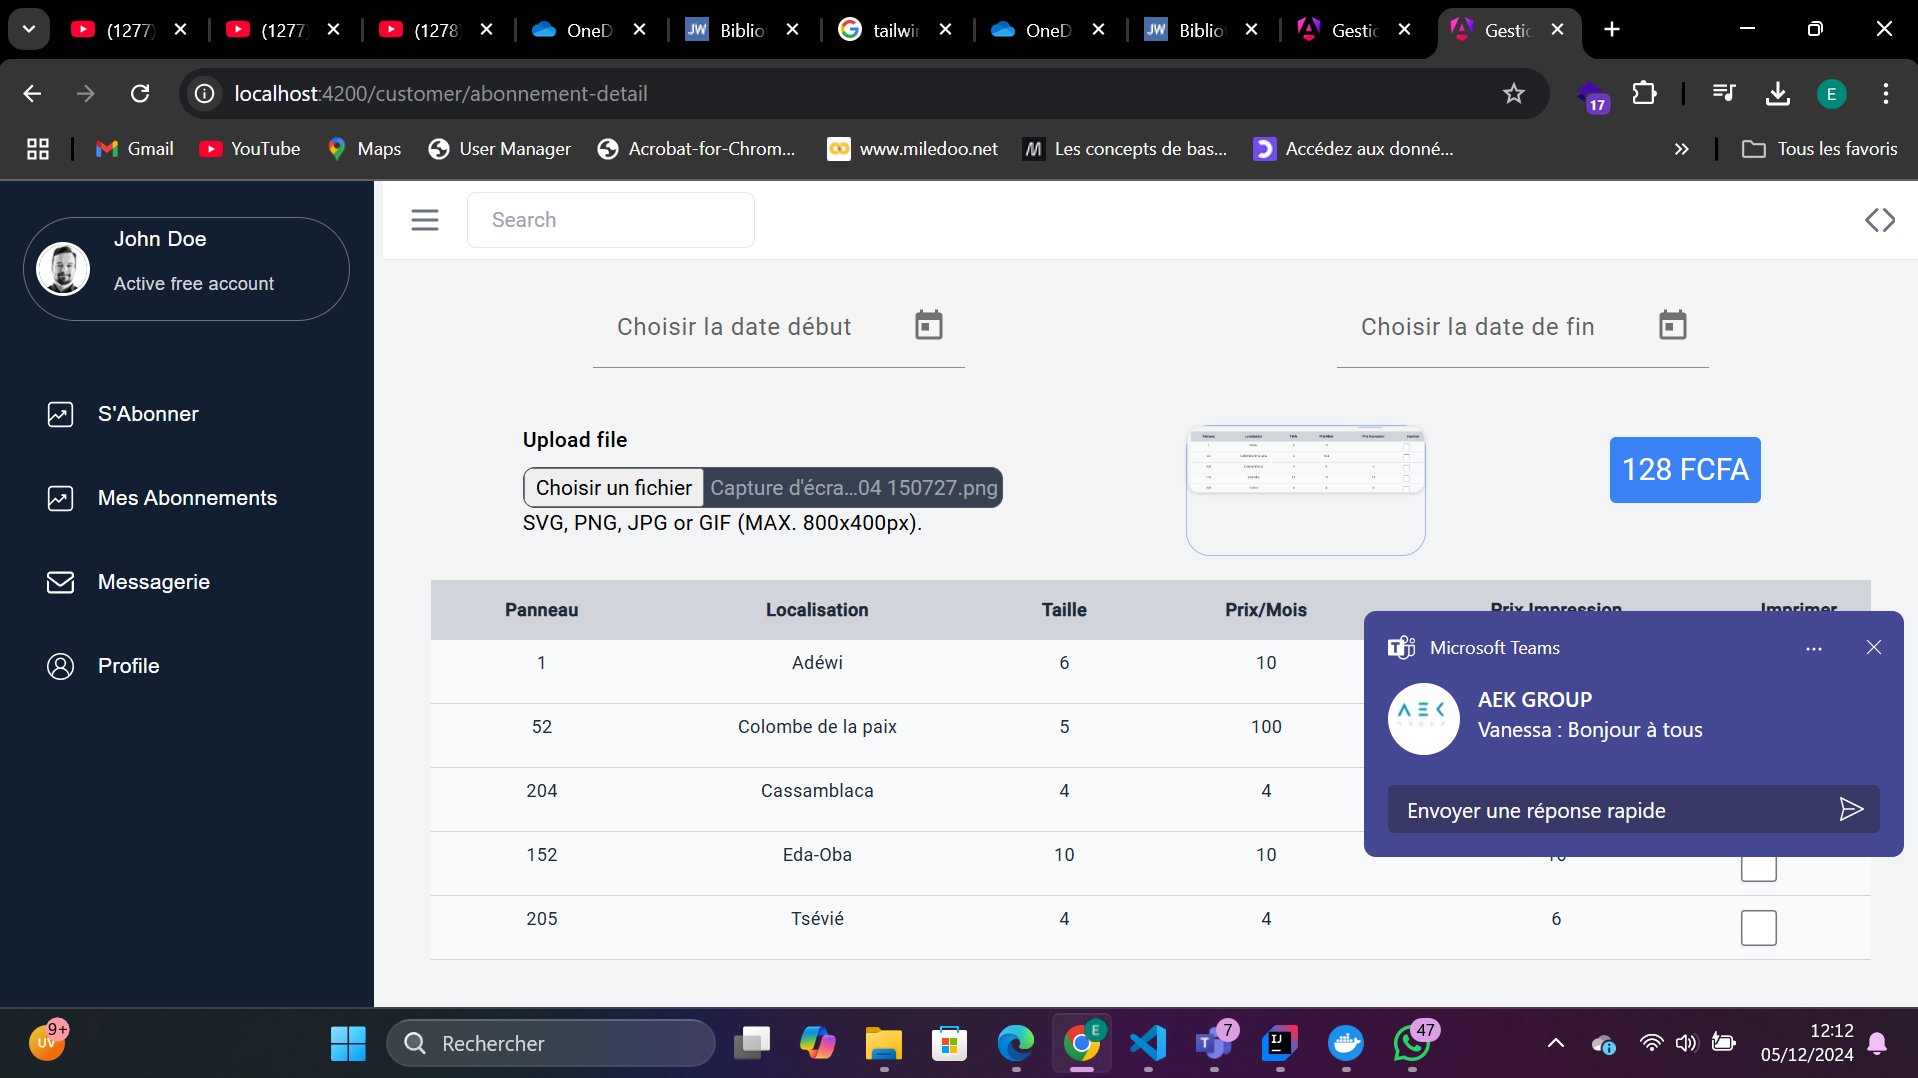 (1277)
(1277
(1278
OneD
Biblio
tailwin
OneD
Biblio
Gestic
Gestic
localhost:4200/customer/abonnement-detail
17
E
Gmail
YouTube
Maps
User Manager
Acrobat-for-Chrom...
www.miledoo.net
Les concepts de bas...
Accédez aux donné...
Tous les favoris
John Doe
Active free account
Search
S'Abonner
Mes Abonnements
Messagerie
Profile
Choisir la date début
Choisir la date de fin
Upload file
Choisir un fichier
Capture d'écra...04 150727.png
SVG, PNG, JPG or GIF (MAX. 800x400px).
128 FCFA
Panneau Localisation Taille Prix/Mois Prix Impression Imprimer
1 Adéwi 6 10
52 Colombe de la paix 5 100
204 Cassamblaca 4 4
152 Eda-Oba 10 10 10
205 Tsévié 4 4 6
Microsoft Teams
AEK GROUP
Vanessa : Bonjour à tous
Envoyer une réponse rapide
9+
UV
Rechercher
E
7
47
12:12
05/12/2024